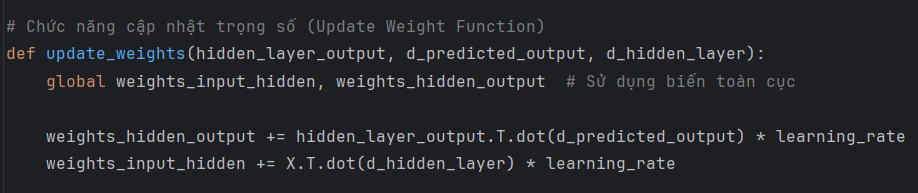 # Chức năng cập nhật trọng số (Update Weight Function)
def update_weights(hidden_layer_output, d_predicted_output, d_hidden_layer):
    global weights_input_hidden, weights_hidden_output  # Sử dụng biến toàn cục

    weights_hidden_output += hidden_layer_output.T.dot(d_predicted_output) * learning_rate
    weights_input_hidden += X.T.dot(d_hidden_layer) * learning_rate